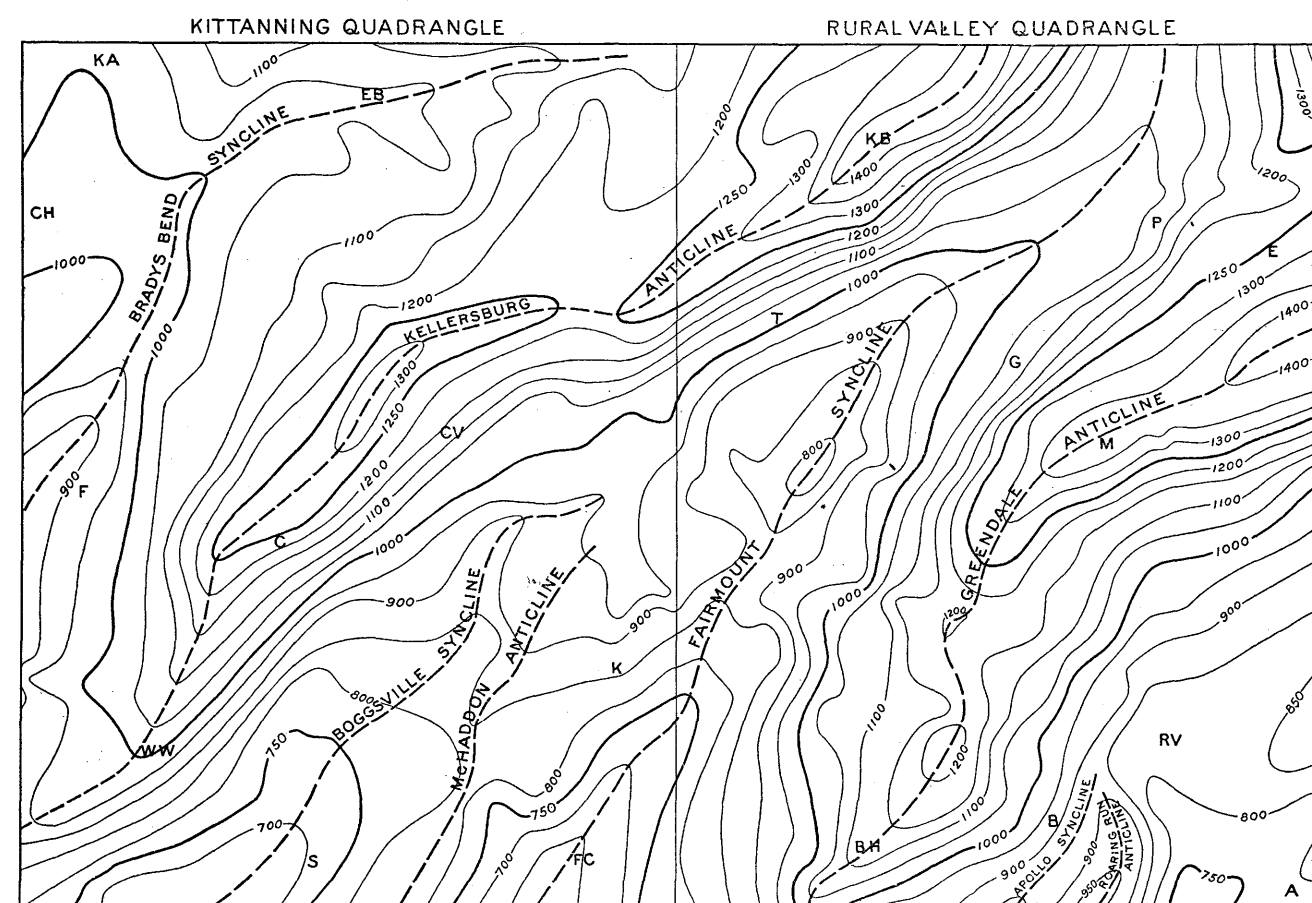 KITTANNING QUADRANGLE
RURAL VALLEY QUADRANGLE
KA
1100
EB
SYNCLINE
BRADYS BEND
CH
1000
1000
1100
1200
KELLERSBURG
ANTICLINE
1300
1250
1200
1100
1000
CV
C
900
F
WW
900
BOGGSVILLE SYNCLINE
800
750
700
S
McHADDON ANTICLINE
900
K
800
750
700
FC
1200
1250
1300
KB
1400
1300
1200
1100
1000
T
900
FAIRMOUNT SYNCLINE
800
900
1000
1100
1300
1200
P
E
1250
1300
1400
1400
G
GREENDALE ANTICLINE
M
1300
1200
1100
1000
900
1200
1200
1100
1000
900
BH
B
APOLLO SYNCLINE
900
950
ROARING RUN ANTICLINE
RV
850
800
750
A